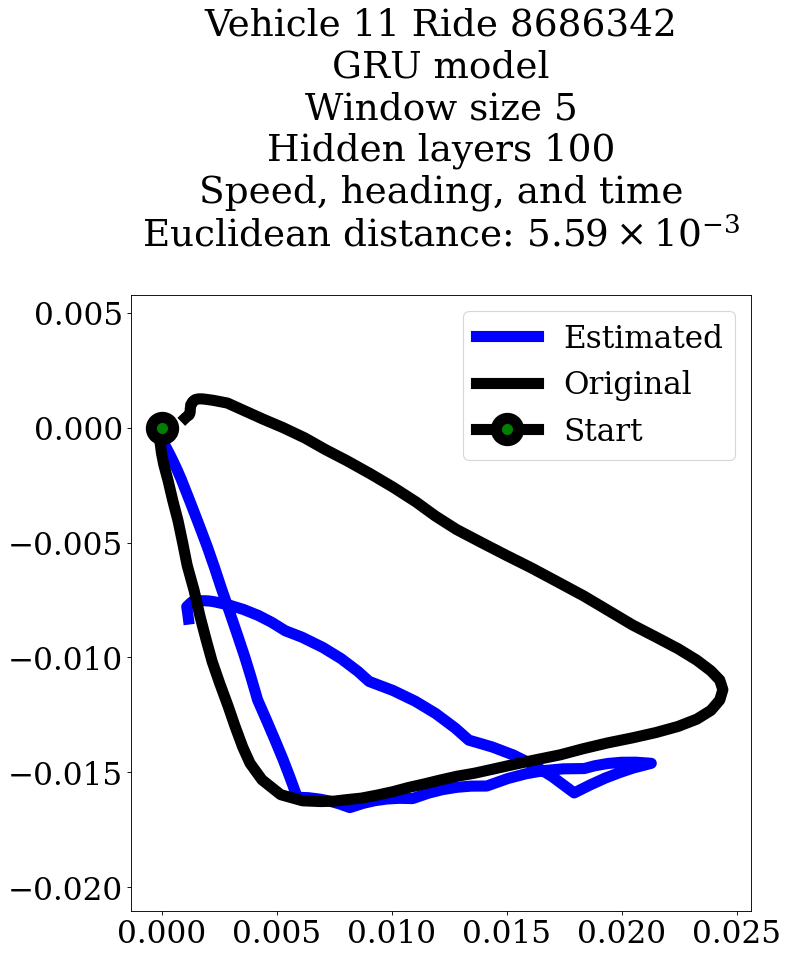 Vehicle 11 Ride 8686342
GRU model
Window size 5
Hidden layers 100
Speed, heading, and time
Euclidean distance: 5.59 × 10⁻³
0.005
0.000
−0.005
−0.010
−0.015
−0.020
Estimated
Original
Start
0.000 0.005 0.010 0.015 0.020 0.025